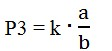 P3 = k · a/b